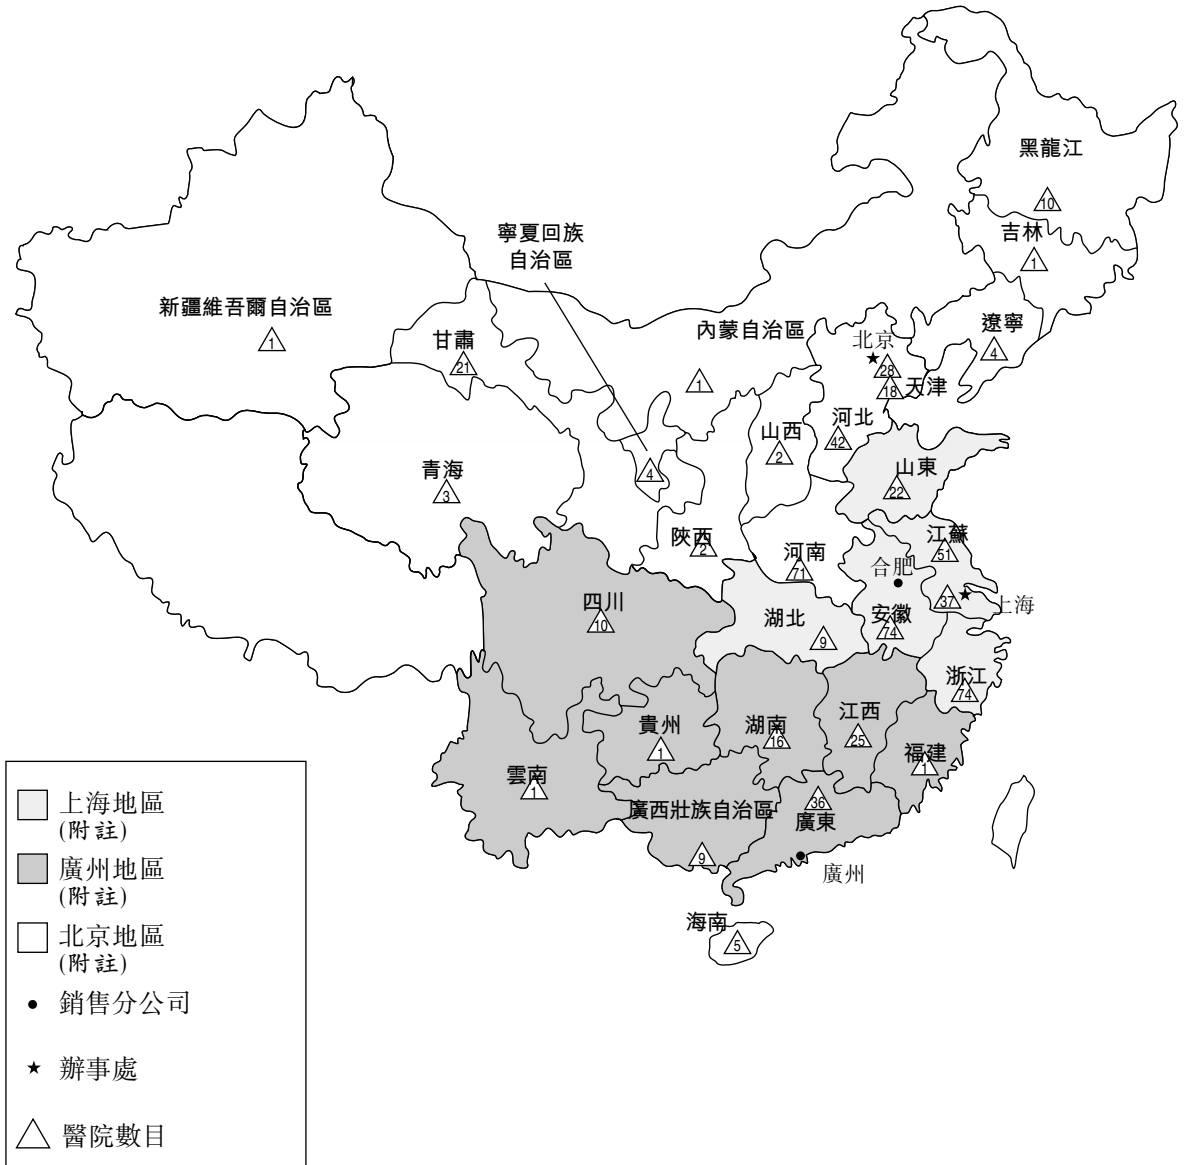 黑龍江
10
吉林
1
寧夏回族
自治區
新疆維吾爾自治區
1
甘肅
21
內蒙自治區
1
遼寧
4
北京
28
18
天津
河北
42
山西
2
山東
22
青海
3
4
陝西
2
河南
71
江蘇
51
合肥
37
上海
安徽
74
四川
10
湖北
9
浙江
74
貴州
1
湖南
16
江西
25
福建
1
雲南
1
廣西壯族自治區
9
36
廣東
廣州
海南
5
上海地區
(附註)
廣州地區
(附註)
北京地區
(附註)
銷售分公司
辦事處
醫院數目